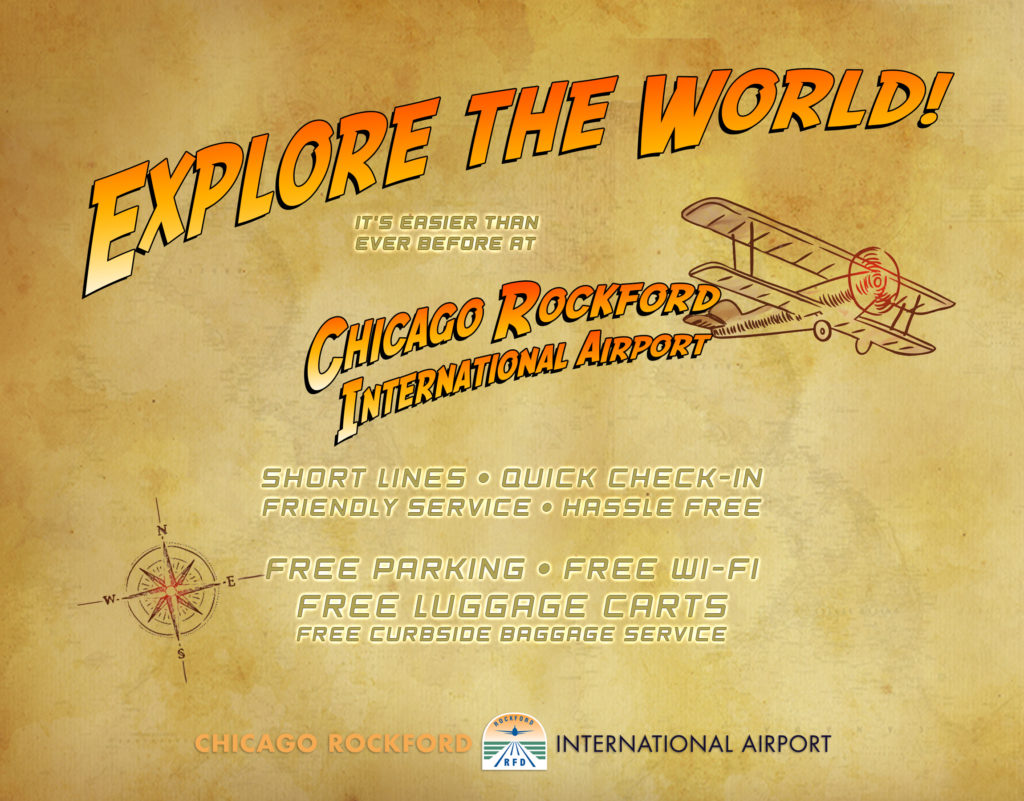 EXPLORE THE WORLD!
IT'S EASIER THAN
EVER BEFORE AT
CHICAGO ROCKFORD
INTERNATIONAL AIRPORT
SHORT LINES • QUICK CHECK-IN
FRIENDLY SERVICE • HASSLE FREE
FREE PARKING • FREE WI-FI
FREE LUGGAGE CARTS
FREE CURBSIDE BAGGAGE SERVICE
N
W
E
S
CHICAGO ROCKFORD
ROCKFORD
RFD
INTERNATIONAL AIRPORT